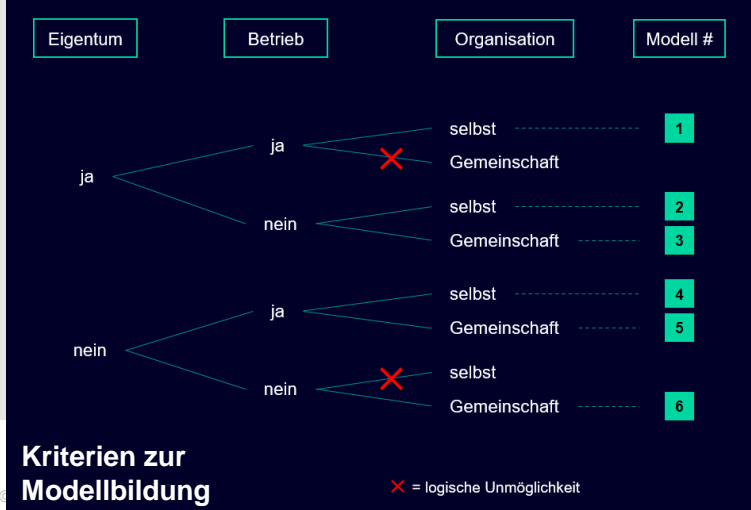 Eigentum Betrieb Organisation Modell #
selbst 1
ja
Gemeinschaft
ja
selbst 2
nein
Gemeinschaft 3
selbst 4
ja
Gemeinschaft 5
nein
selbst
nein
Gemeinschaft 6
Kriterien zur
Modellbildung
= logische Unmöglichkeit
©